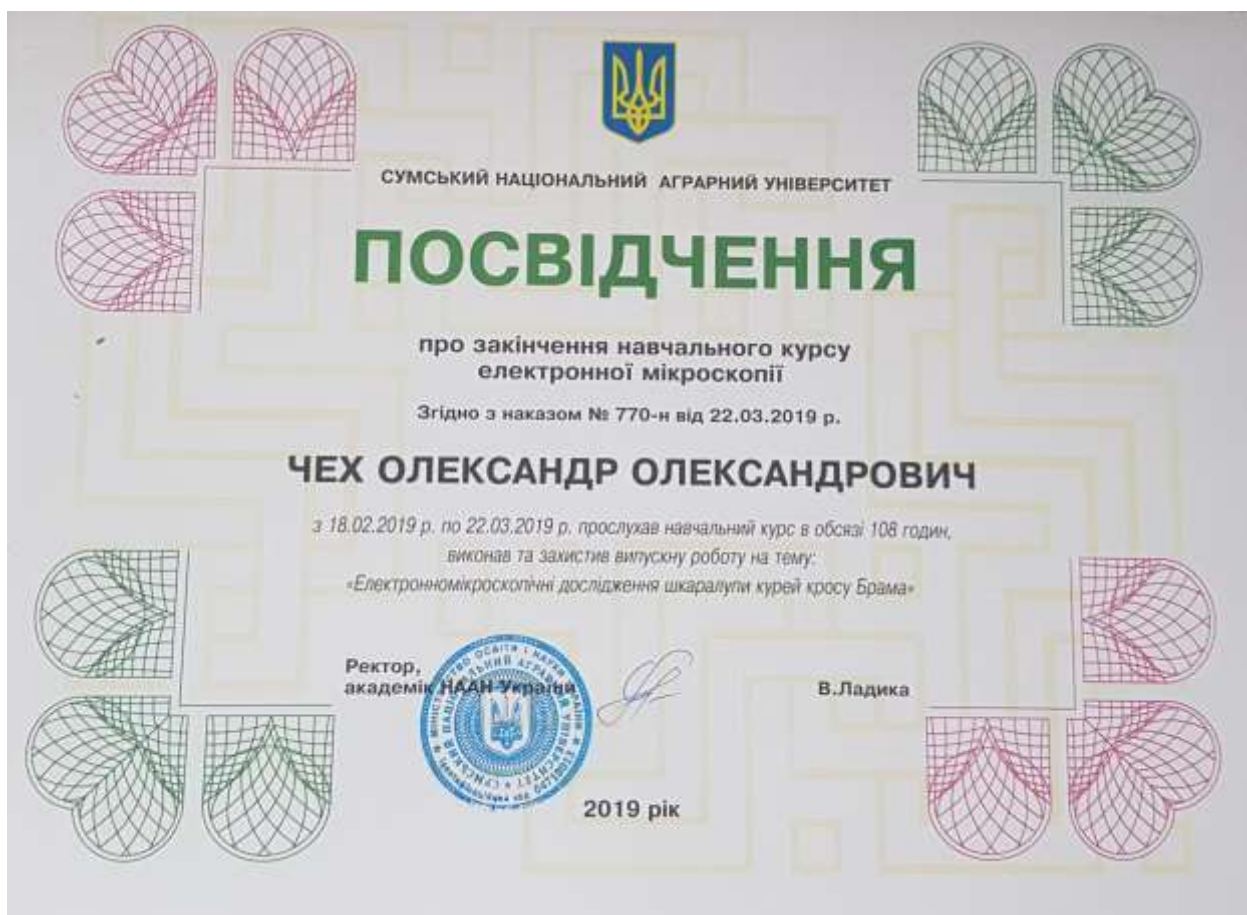 СУМСЬКИЙ НАЦІОНАЛЬНИЙ АГРАРНИЙ УНІВЕРСИТЕТ
ПОСВІДЧЕННЯ
про закінчення навчального курсу
електронної мікроскопії
Згідно з наказом № 770-н від 22.03.2019 р.
ЧЕХ ОЛЕКСАНДР ОЛЕКСАНДРОВИЧ
з 18.02.2019 р. по 22.03.2019 р. прослухав навчальний курс в обсязі 108 годин,
виконав та захистив випускну роботу на тему:
«Електронномікроскопічні дослідження шкаралупи курей кросу Брама»
Ректор,
академік НААН України
В.Ладика
2019 рік